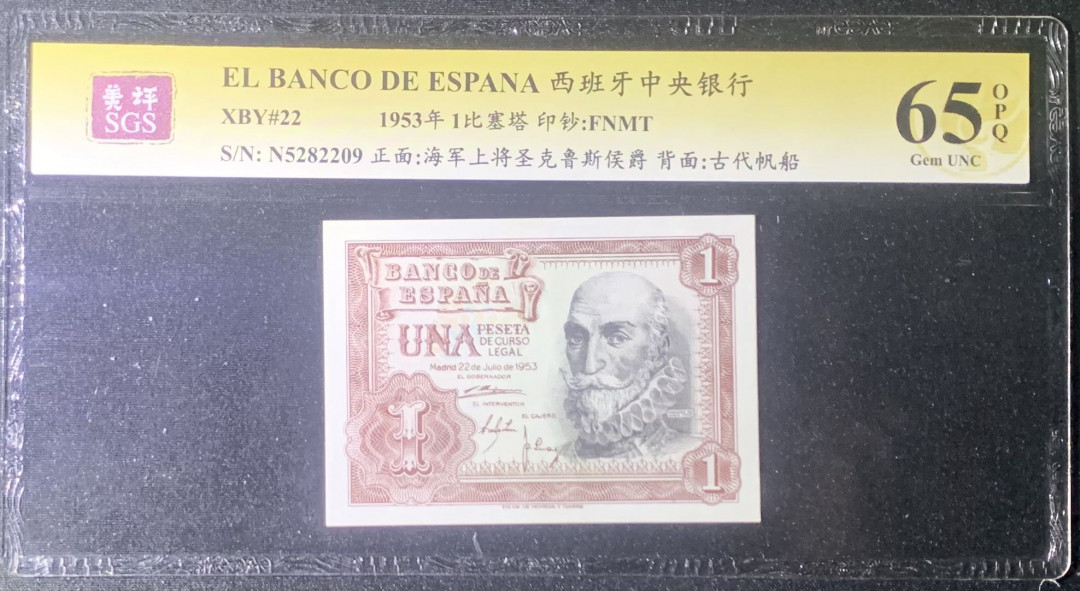 美评
SGS
EL BANCO DE ESPANA 西班牙中央银行
XBY#22 1953年 1比塞塔 印钞:FNMT
S/N: N5282209 正面:海军上将圣克鲁斯侯爵 背面:古代帆船
65
OPQ
Gem UNC
BANCO DE
ESPAÑA
1
UNA PESETA
DE CURSO
LEGAL
Madrid 22 de Julio de 1953
EL GOBERNADOR
EL INTERVENTOR
EL CAJERO
1
1